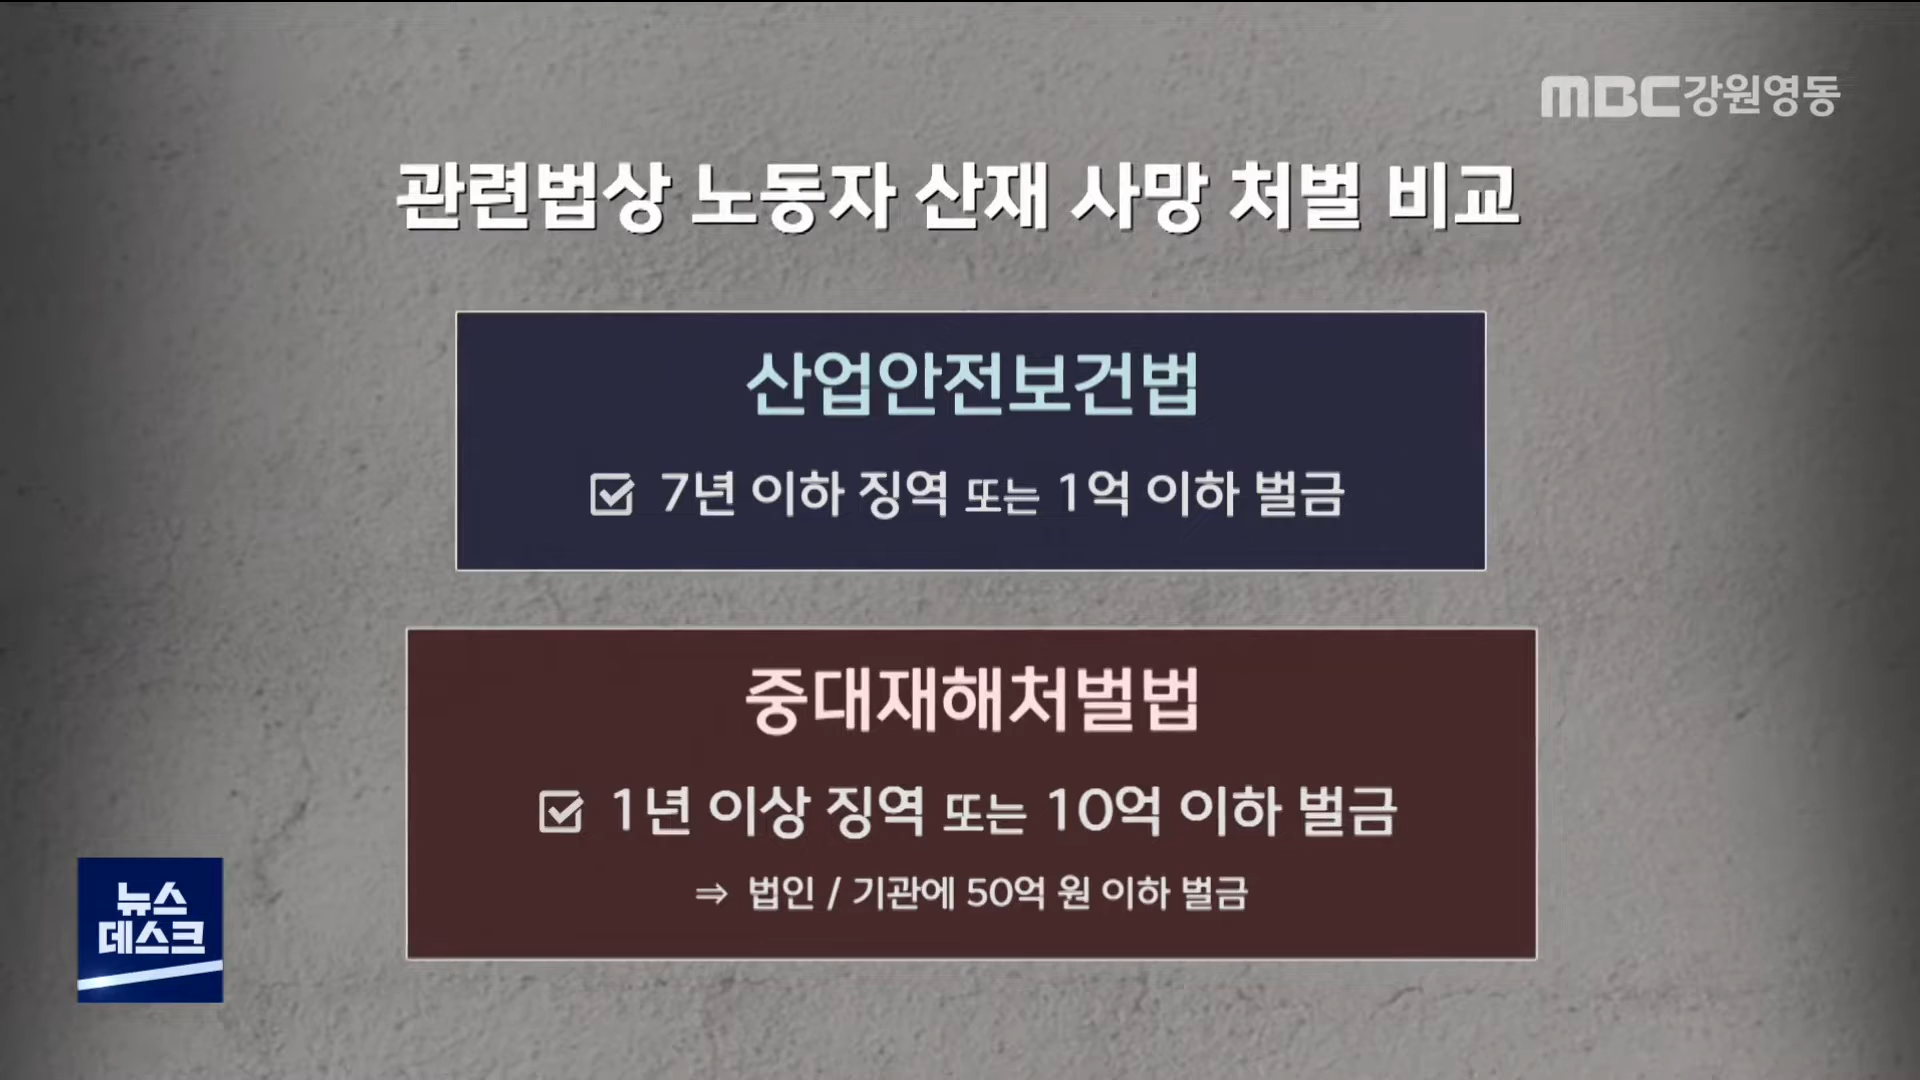 MBC강원영동
관련법상 노동자 산재 사망 처벌 비교
산업안전보건법
7년 이하 징역 또는 1억 이하 벌금
중대재해처벌법
1년 이상 징역 또는 10억 이하 벌금
⇒ 법인 / 기관에 50억 원 이하 벌금
뉴스
데스크